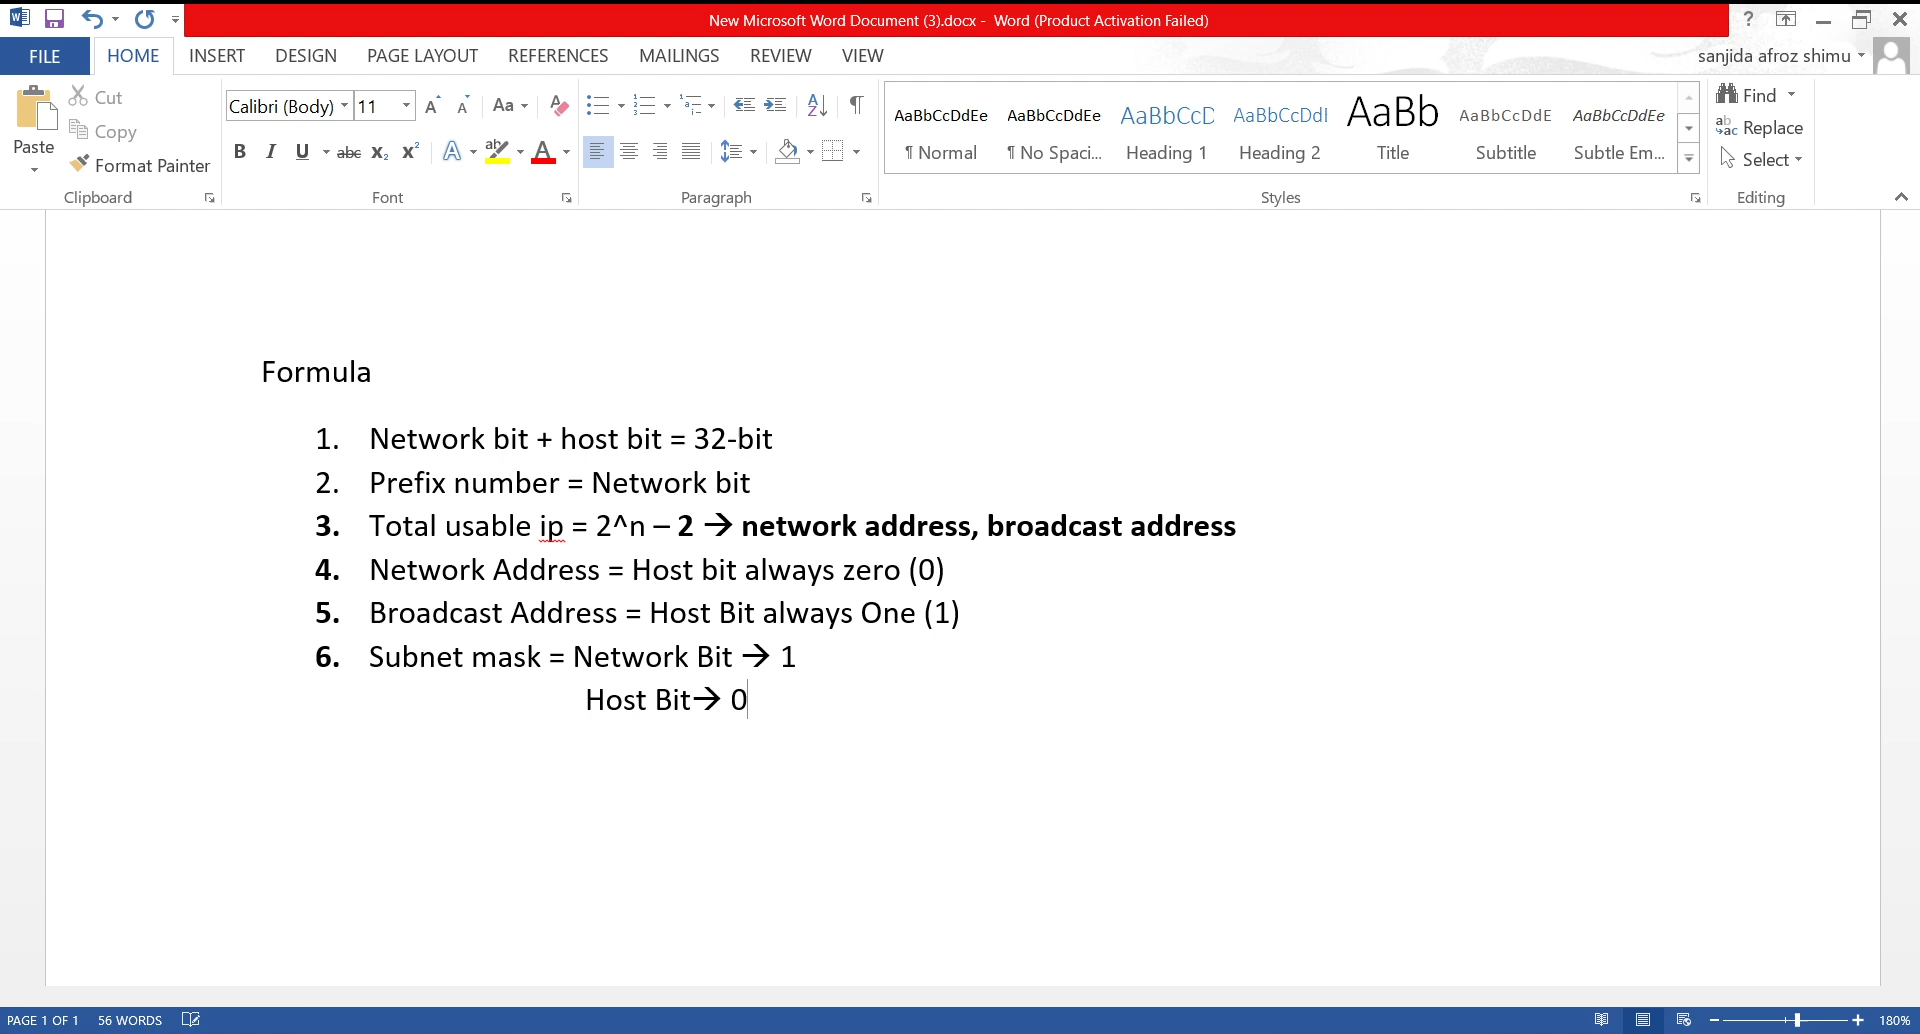 New Microsoft Word Document (3).docx - Word (Product Activation Failed)
?
FILE HOME INSERT DESIGN PAGE LAYOUT REFERENCES MAILINGS REVIEW VIEW
sanjida afroz shimu
Paste
Cut
Copy
Format Painter
Clipboard
Calibri (Body) 11 A A Aa A
B I U abc X₂ X² A ab A
Font
Paragraph
AaBbCcDdEe AaBbCcDdEe AaBbCcD AaBbCcDdI AaBb AaBbCcDdE AaBbCcDdEe
¶ Normal ¶ No Spaci... Heading 1 Heading 2 Title Subtitle Subtle Em...
Styles
Find
Replace
Select
Editing
Formula
1. Network bit + host bit = 32-bit
2. Prefix number = Network bit
3. Total usable ip = 2^n – 2 → network address, broadcast address
4. Network Address = Host bit always zero (0)
5. Broadcast Address = Host Bit always One (1)
6. Subnet mask = Network Bit → 1
Host Bit→ 0
PAGE 1 OF 1 56 WORDS
180%